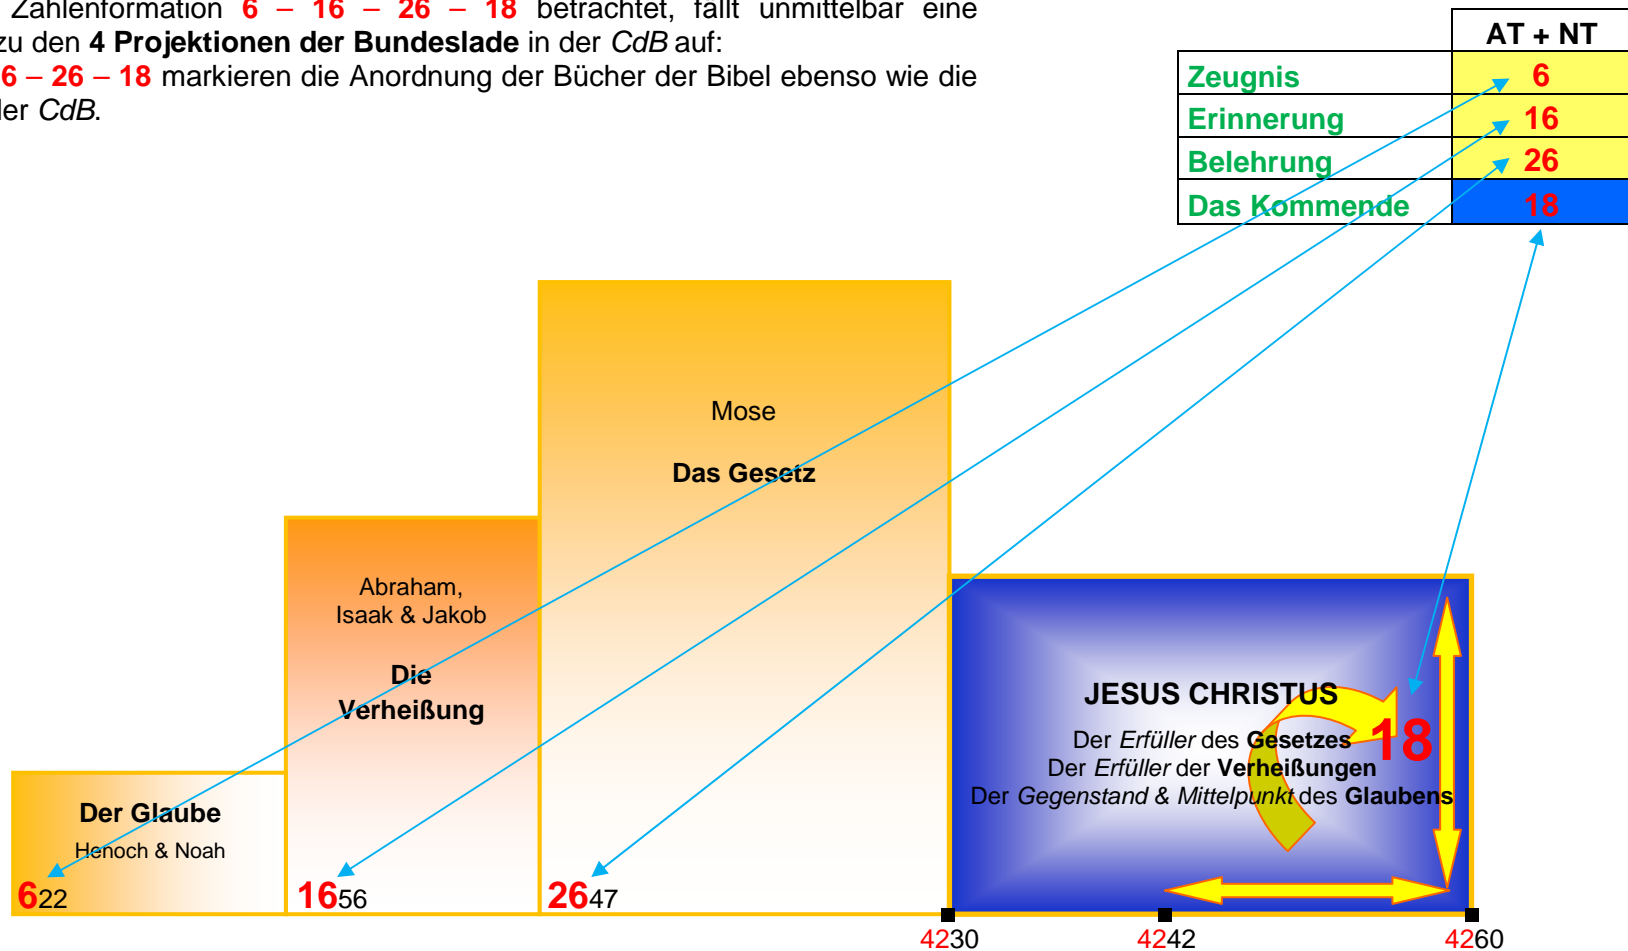 Zahlenformation 6 – 16 – 26 – 18 betrachtet, fällt unmittelbar eine
zu den 4 Projektionen der Bundeslade in der CdB auf:
6 – 26 – 18 markieren die Anordnung der Bücher der Bibel ebenso wie die
der CdB.
AT + NT
Zeugnis 6
Erinnerung 16
Belehrung 26
Das Kommende 18
Mose
Das Gesetz
Abraham,
Isaak & Jakob
Die
Verheißung
Der Glaube
Henoch & Noah
622
1656
2647
JESUS CHRISTUS
18
Der Erfüller des Gesetzes
Der Erfüller der Verheißungen
Der Gegenstand & Mittelpunkt des Glaubens
4230
4242
4260